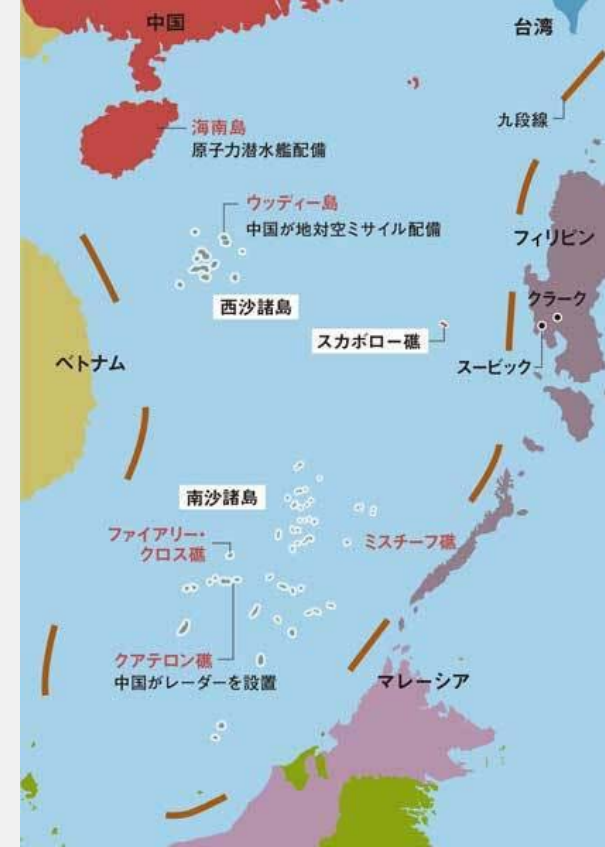 中国
台湾
九段線
海南島
原子力潜水艦配備
ウッディー島
中国が地対空ミサイル配備
フィリピン
西沙諸島
クラーク
スカボロー礁
スービック
ベトナム
南沙諸島
ファイアリー・
クロス礁
ミスチーフ礁
クアテロン礁
中国がレーダーを設置
マレーシア